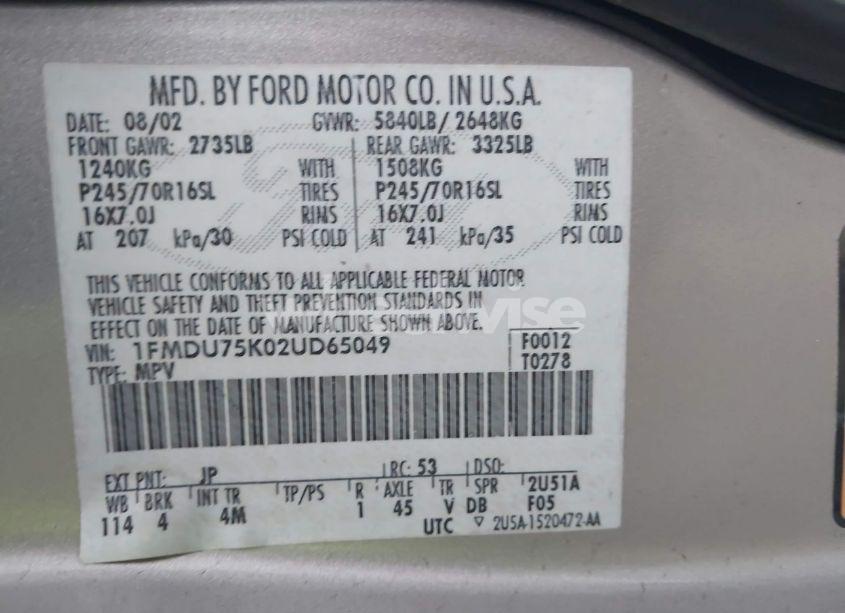 MFD. BY FORD MOTOR CO. IN U.S.A.
DATE: 08/02 GVWR: 5840LB/ 2648KG
FRONT GAWR: 2735LB REAR GAWR: 3325LB
1240KG WITH 1508KG WITH
P245/70R16SL TIRES P245/70R16SL TIRES
16X7.0J RIMS 16X7.0J RIMS
AT 207 kPa/30 PSI COLD AT 241 kPa/35 PSI COLD
THIS VEHICLE CONFORMS TO ALL APPLICABLE FEDERAL MOTOR
VEHICLE SAFETY AND THEFT PREVENTION STANDARDS IN
EFFECT ON THE DATE OF MANUFACTURE SHOWN ABOVE.
VIN: 1FMDU75K02UD65049 F0012
TYPE: MPV T0278
EXT PNT: JP RC: 53 DSO:
WB BRK INT TR TP/PS R AXLE TR SPR 2U51A
114 4 4M 1 45 V DB F05
UTC ▽ 2U5A-1520472-AA